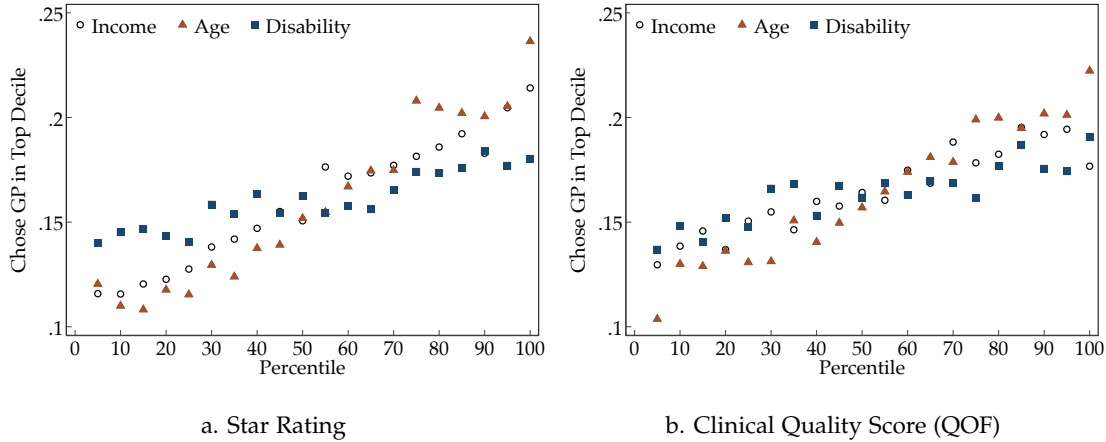 .25
Income Age Disability
.2
.15
.1
Chose GP in Top Decile
0 10 20 30 40 50 60 70 80 90 100
Percentile
a. Star Rating
.25
Income Age Disability
.2
.15
.1
Chose GP in Top Decile
0 10 20 30 40 50 60 70 80 90 100
Percentile
b. Clinical Quality Score (QOF)